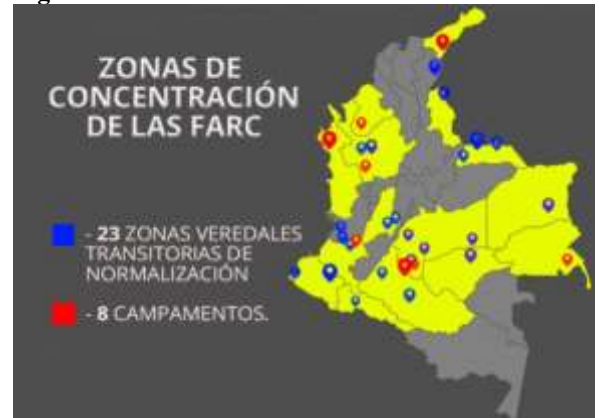 ZONAS DE
CONCENTRACIÓN
DE LAS FARC
- 23 ZONAS VEREDALES
TRANSITORIAS DE
NORMALIZACIÓN
- 8 CAMPAMENTOS.